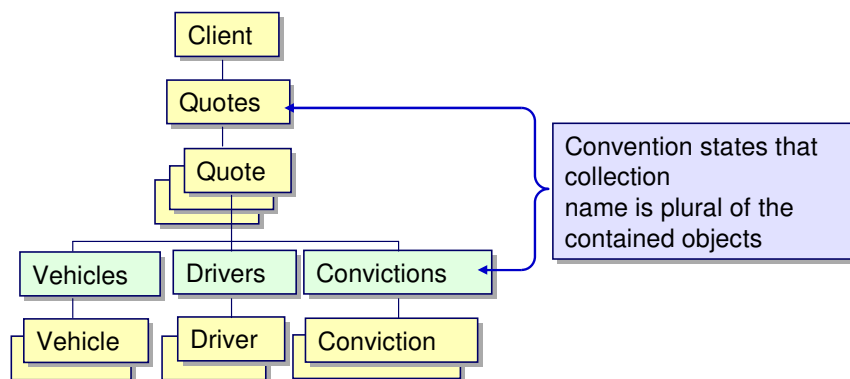 Client
Quotes
Quote
Convention states that
collection
name is plural of the
contained objects
Vehicles
Drivers
Convictions
Vehicle
Driver
Conviction